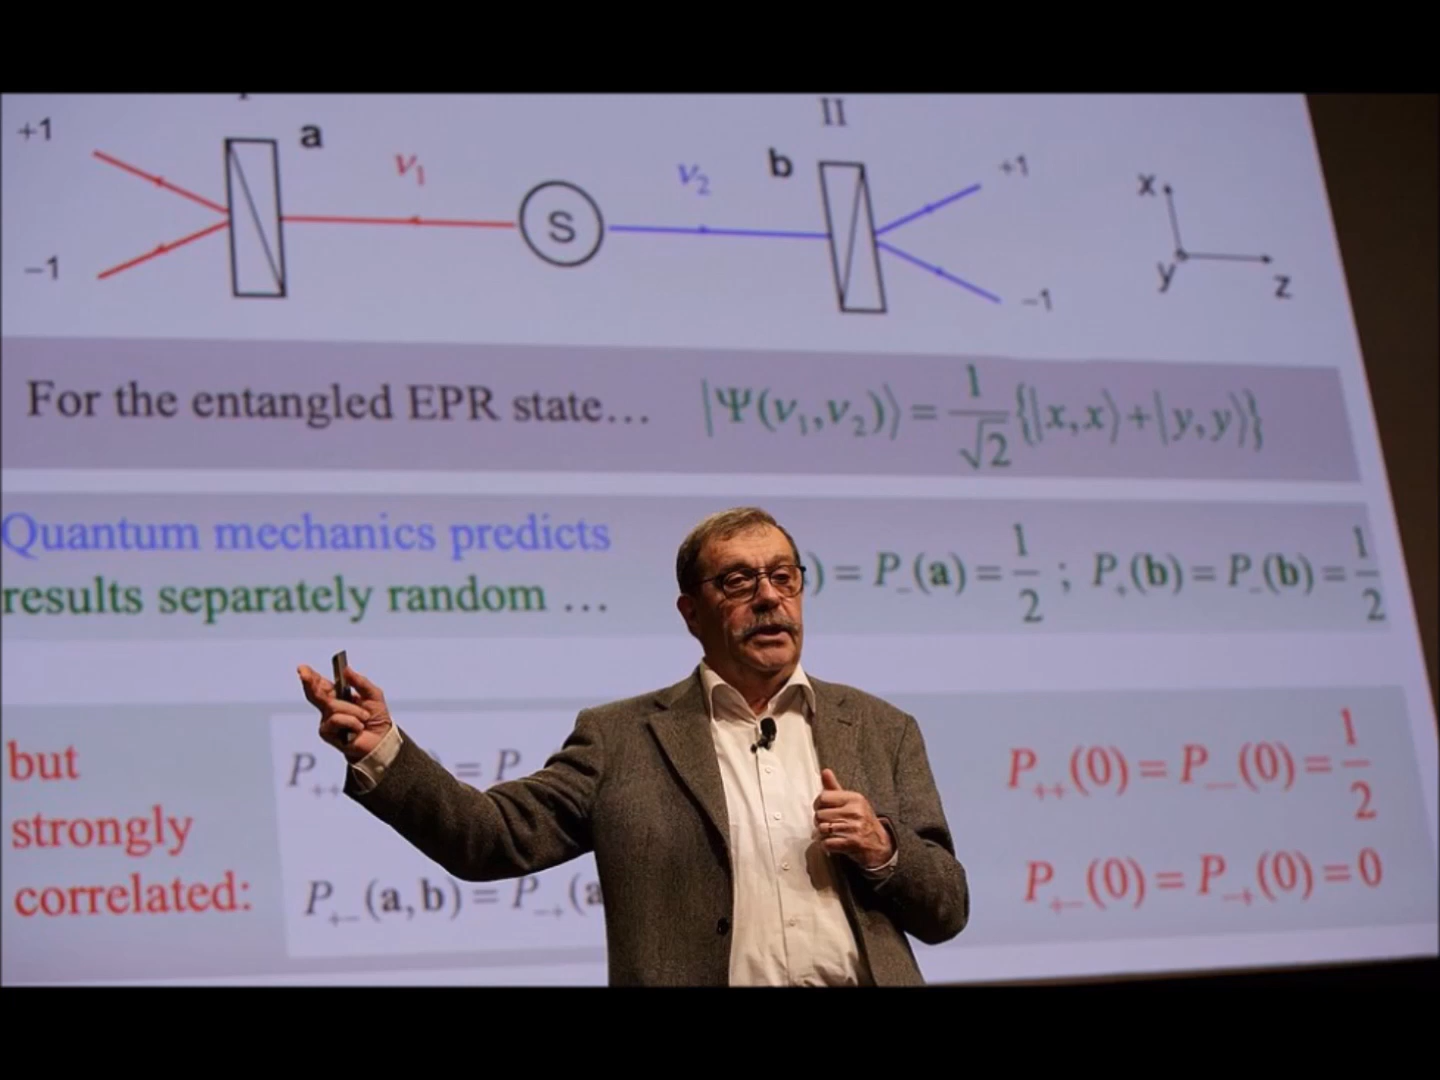 II
+1 a ν₁ S ν₂ b +1 x
−1 −1 y z
For the entangled EPR state… |Ψ(ν₁,ν₂)⟩ = 1/√2 {|x,x⟩+|y,y⟩}
Quantum mechanics predicts
results separately random … ) = P₋(a) = 1/2 ; P₊(b) = P₋(b) = 1/2
but P₊₊ ) = P P₊₊(0) = P₋₋(0) = 1/2
strongly
correlated: P₊₋(a,b) = P₋₊(a P₊₋(0) = P₋₊(0) = 0